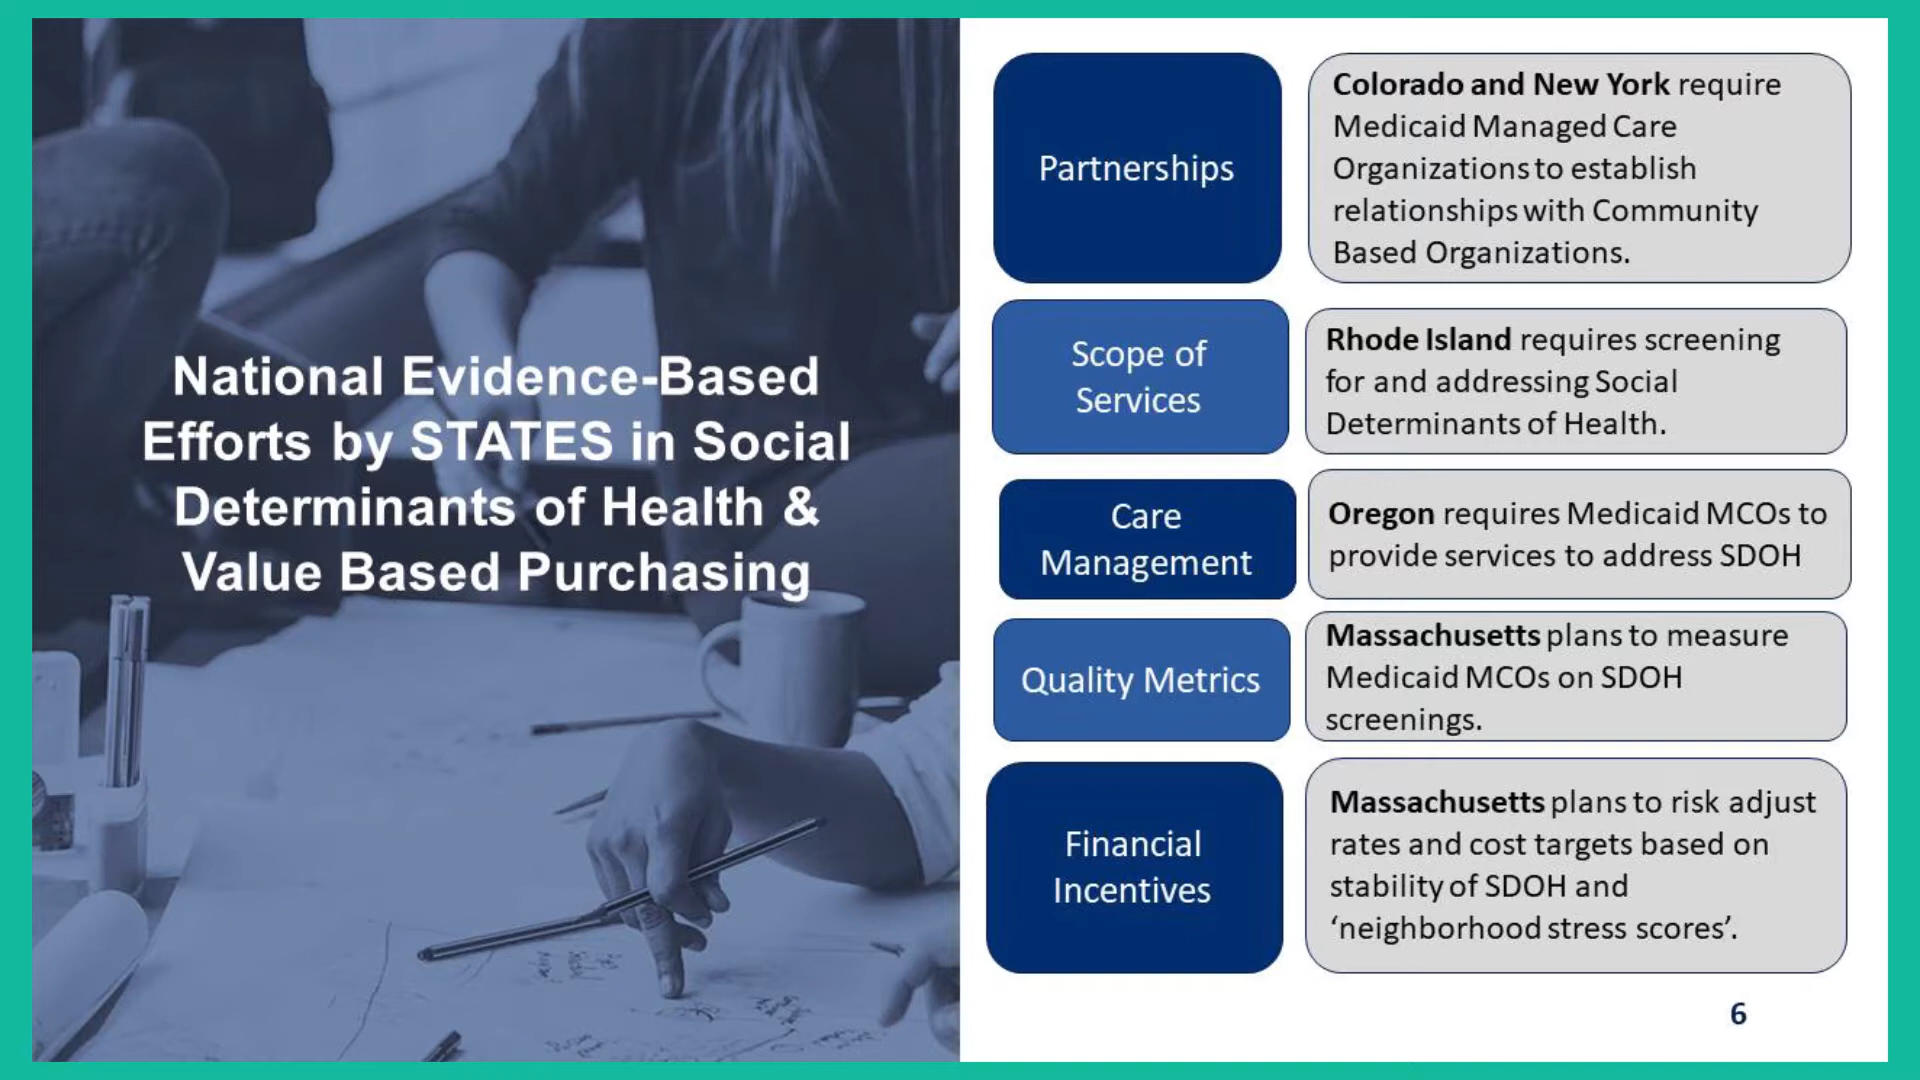 National Evidence-Based
Efforts by STATES in Social
Determinants of Health &
Value Based Purchasing
Partnerships
Colorado and New York require
Medicaid Managed Care
Organizations to establish
relationships with Community
Based Organizations.
Scope of
Services
Rhode Island requires screening
for and addressing Social
Determinants of Health.
Care
Management
Oregon requires Medicaid MCOs to
provide services to address SDOH
Quality Metrics
Massachusetts plans to measure
Medicaid MCOs on SDOH
screenings.
Financial
Incentives
Massachusetts plans to risk adjust
rates and cost targets based on
stability of SDOH and
‘neighborhood stress scores’.
6